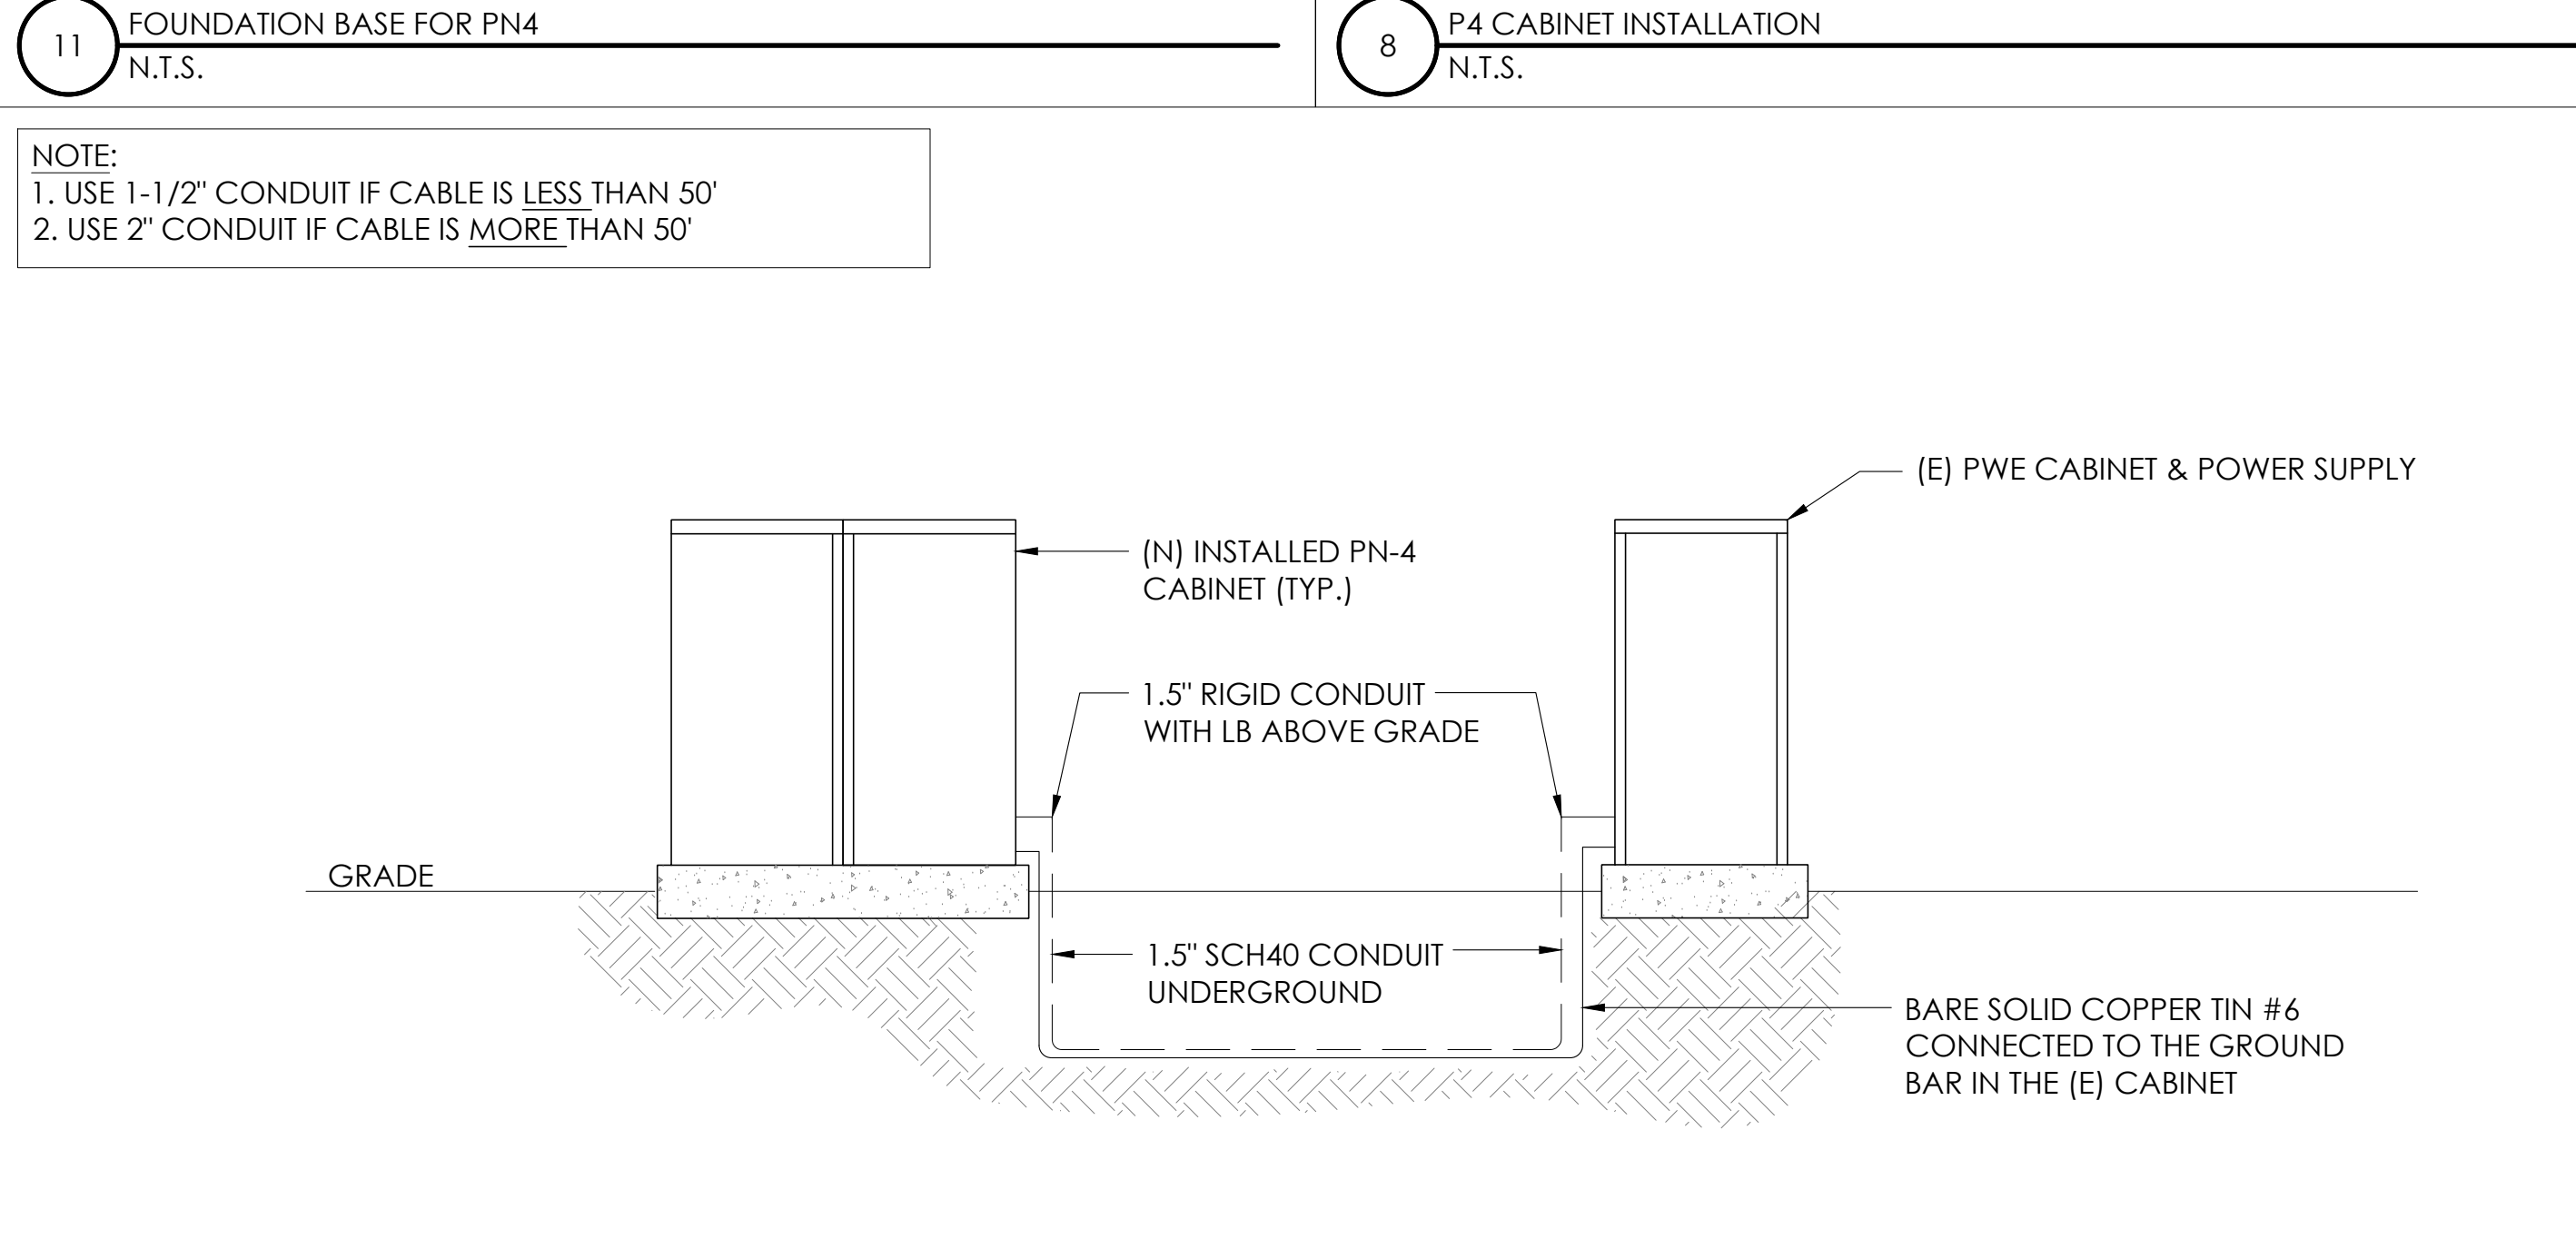 11
FOUNDATION BASE FOR PN4
N.T.S.
8
P4 CABINET INSTALLATION
N.T.S.
NOTE:
1. USE 1-1/2" CONDUIT IF CABLE IS LESS THAN 50'
2. USE 2" CONDUIT IF CABLE IS MORE THAN 50'
(E) PWE CABINET & POWER SUPPLY
(N) INSTALLED PN-4
CABINET (TYP.)
1.5" RIGID CONDUIT
WITH LB ABOVE GRADE
GRADE
1.5" SCH40 CONDUIT
UNDERGROUND
BARE SOLID COPPER TIN #6
CONNECTED TO THE GROUND
BAR IN THE (E) CABINET